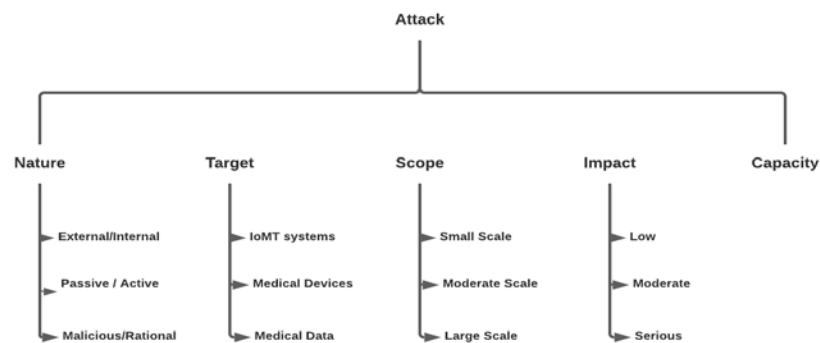 Attack
Nature Target Scope Impact Capacity
External/Internal IoMT systems Small Scale Low
Passive / Active Medical Devices Moderate Scale Moderate
Malicious/Rational Medical Data Large Scale Serious